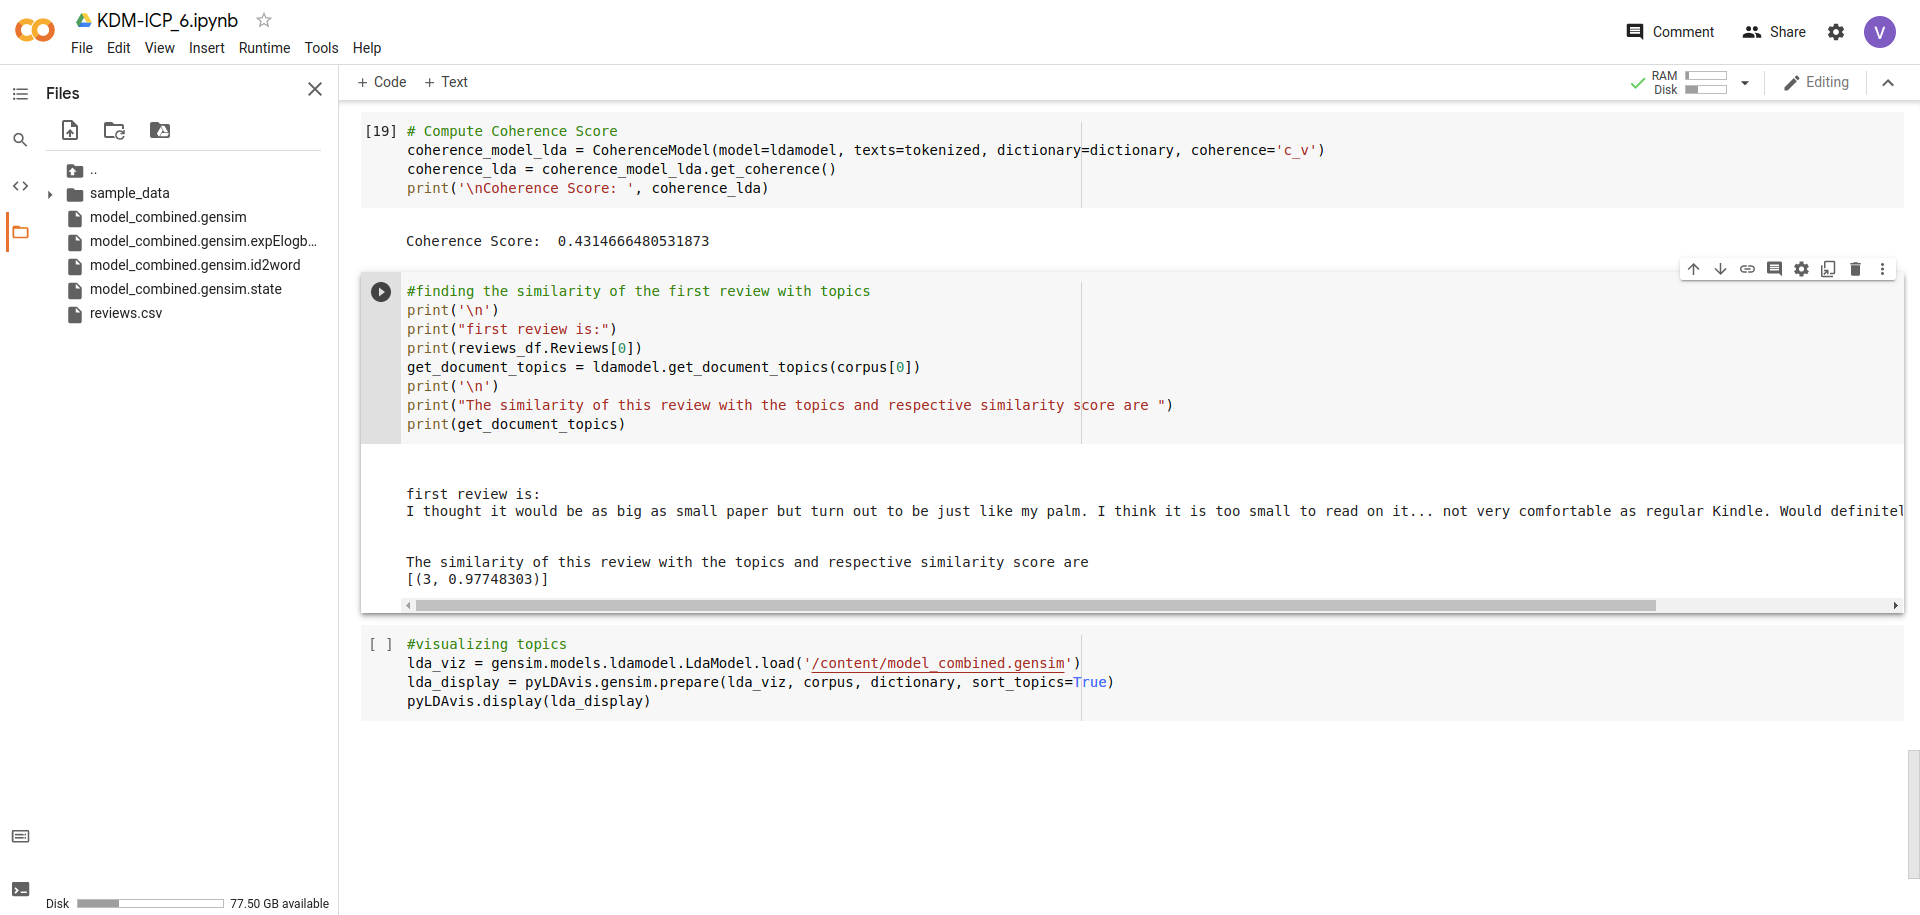 KDM-ICP_6.ipynb
File Edit View Insert Runtime Tools Help
Comment Share V
Files
+ Code + Text
RAM
Disk
Editing
..
sample_data
model_combined.gensim
model_combined.gensim.expElogb...
model_combined.gensim.id2word
model_combined.gensim.state
reviews.csv
Disk 77.50 GB available
[19] # Compute Coherence Score
coherence_model_lda = CoherenceModel(model=ldamodel, texts=tokenized, dictionary=dictionary, coherence='c_v')
coherence_lda = coherence_model_lda.get_coherence()
print('\nCoherence Score: ', coherence_lda)
Coherence Score:  0.4314666480531873
#finding the similarity of the first review with topics
print('\n')
print("first review is:")
print(reviews_df.Reviews[0])
get_document_topics = ldamodel.get_document_topics(corpus[0])
print('\n')
print("The similarity of this review with the topics and respective similarity score are ")
print(get_document_topics)
first review is:
I thought it would be as big as small paper but turn out to be just like my palm. I think it is too small to read on it... not very comfortable as regular Kindle. Would definitel
The similarity of this review with the topics and respective similarity score are
[(3, 0.97748303)]
[ ] #visualizing topics
lda_viz = gensim.models.ldamodel.LdaModel.load('/content/model_combined.gensim')
lda_display = pyLDAvis.gensim.prepare(lda_viz, corpus, dictionary, sort_topics=True)
pyLDAvis.display(lda_display)